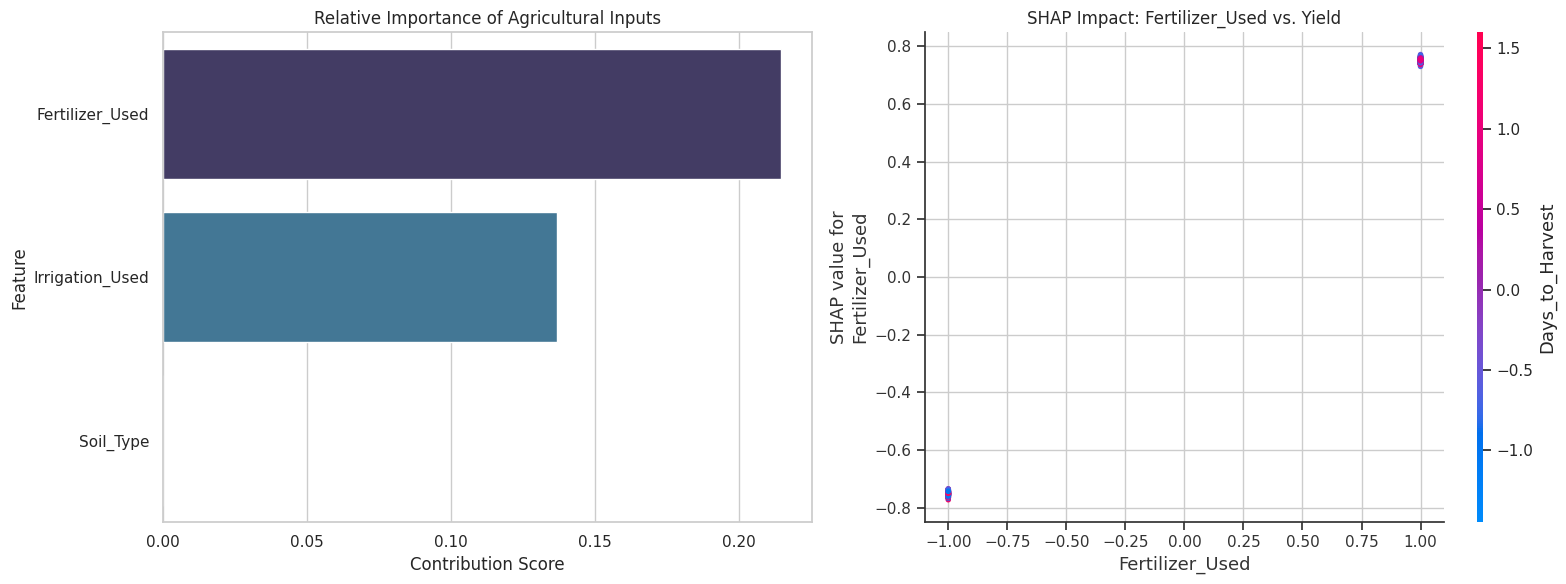 Relative Importance of Agricultural Inputs
Feature
Fertilizer_Used
Irrigation_Used
Soil_Type
0.00
0.05
0.10
0.15
0.20
Contribution Score
SHAP Impact: Fertilizer_Used vs. Yield
SHAP value for
Fertilizer_Used
0.8
0.6
0.4
0.2
0.0
−0.2
−0.4
−0.6
−0.8
−1.00
−0.75
−0.50
−0.25
0.00
0.25
0.50
0.75
1.00
Fertilizer_Used
1.5
1.0
0.5
0.0
−0.5
−1.0
Days_to_Harvest